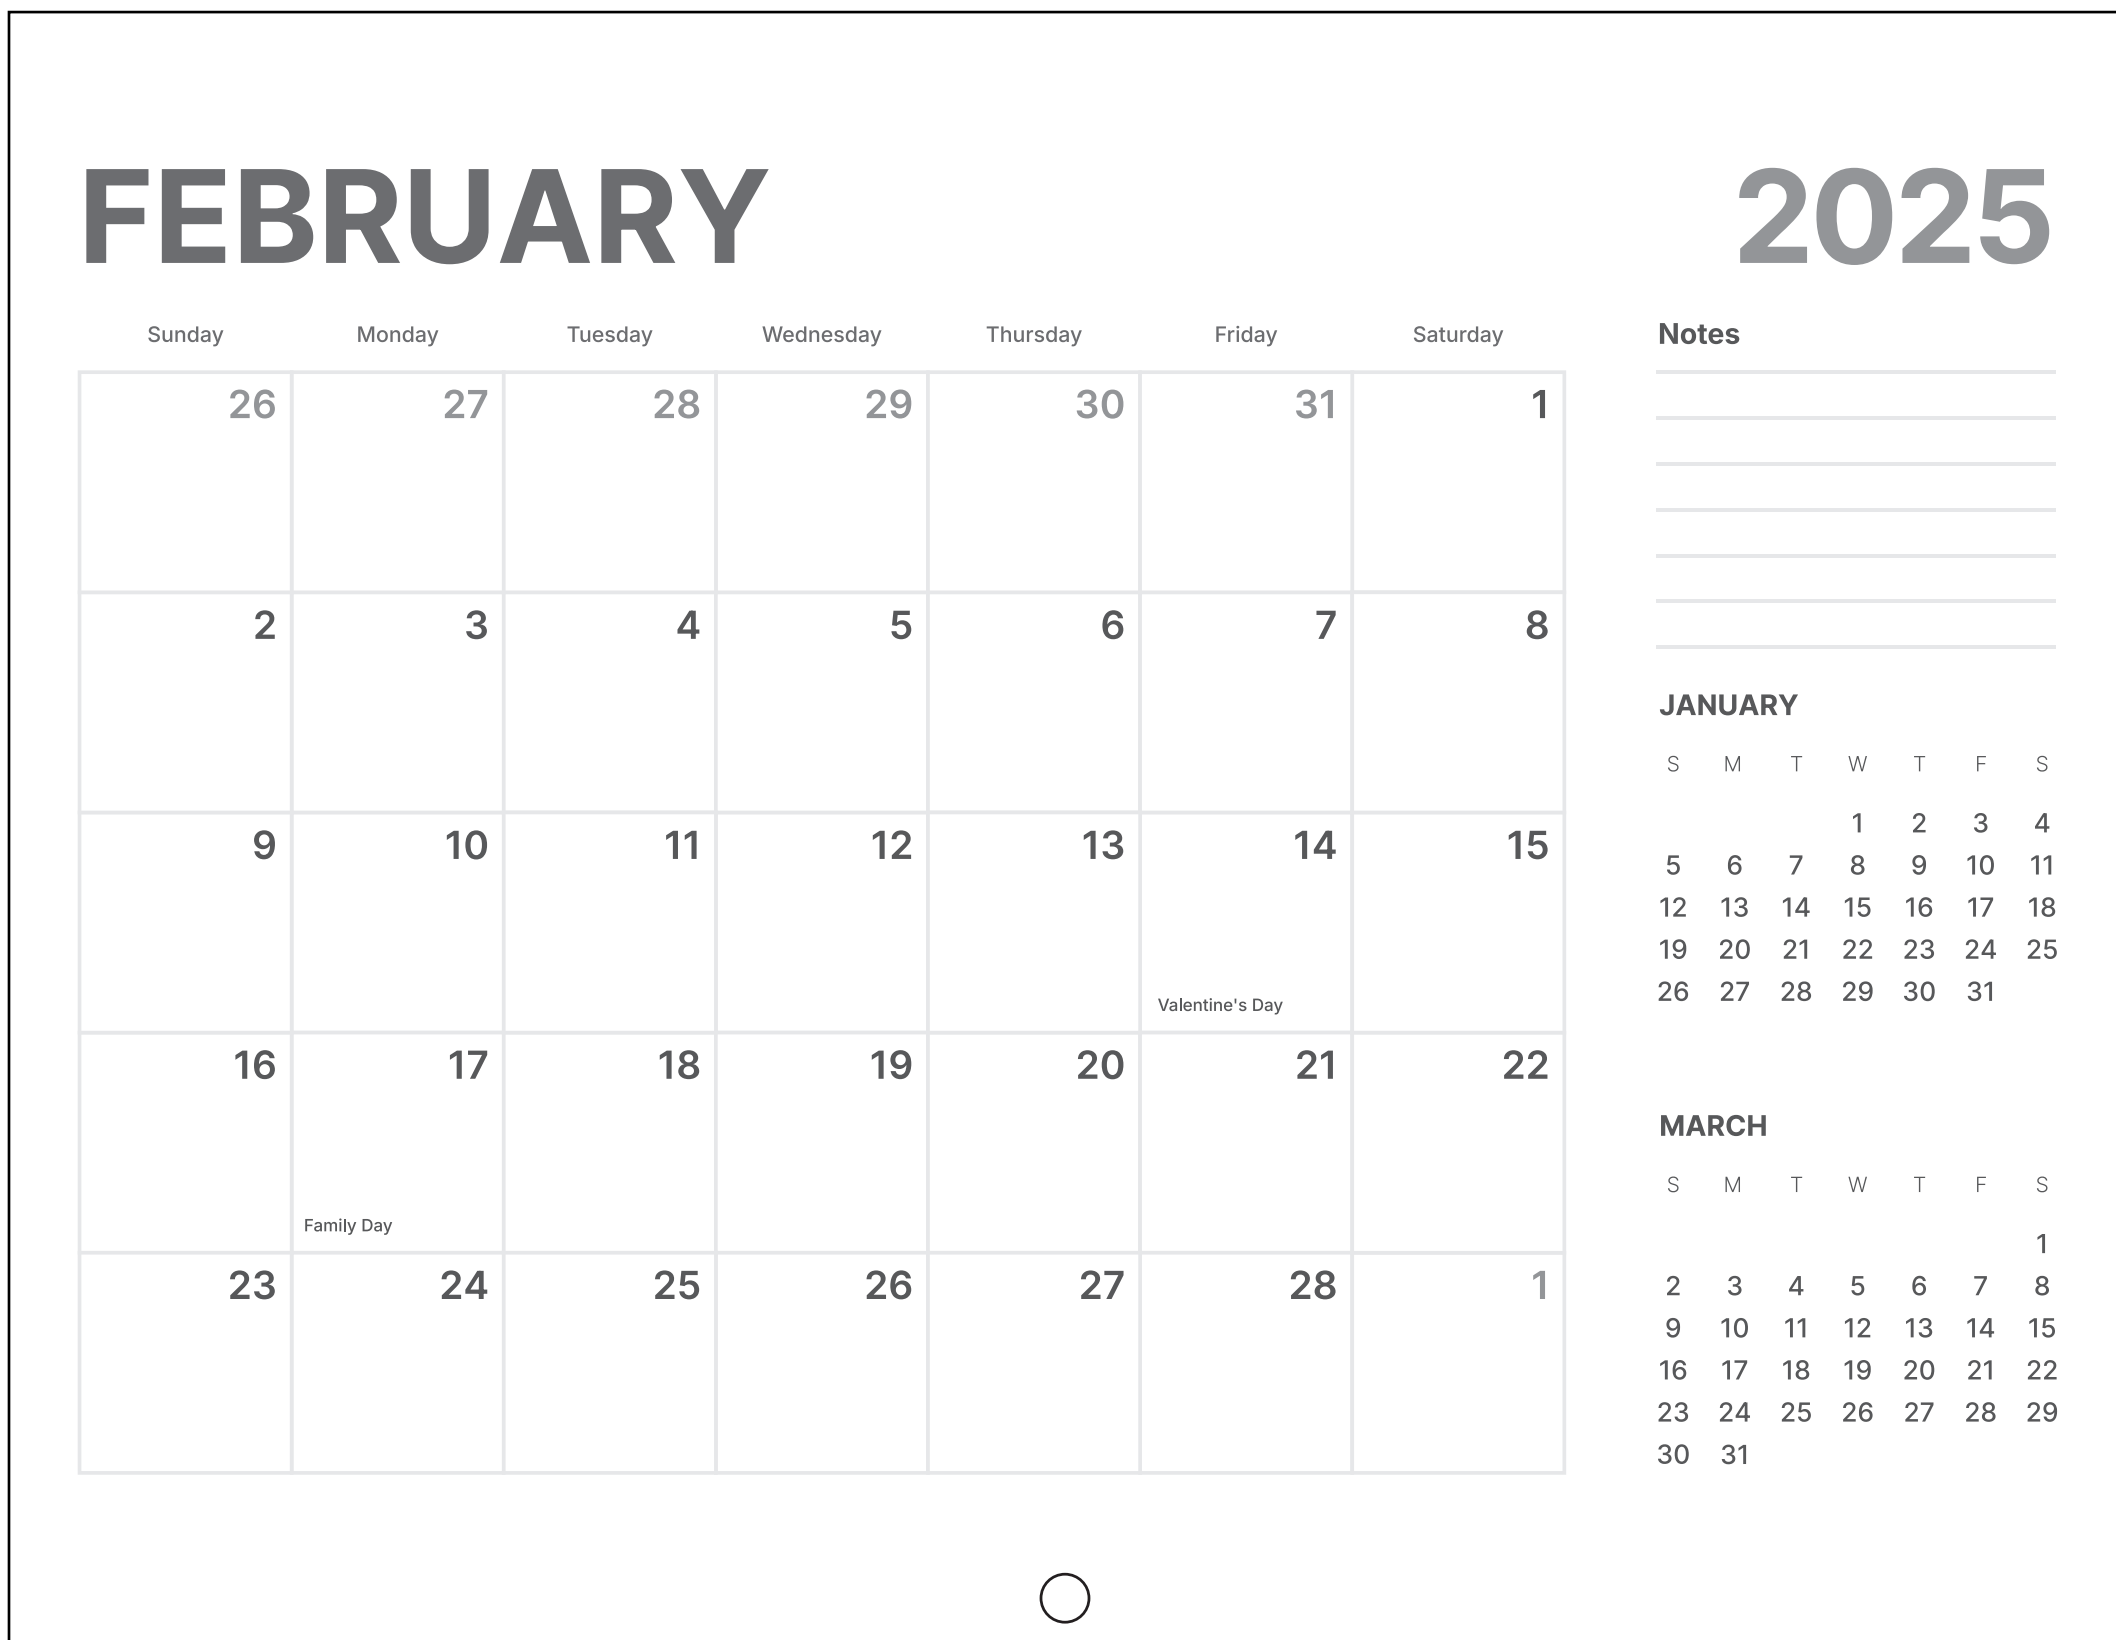 FEBRUARY 2025
Sunday Monday Tuesday Wednesday Thursday Friday Saturday
26 27 28 29 30 31 1
2 3 4 5 6 7 8
9 10 11 12 13 14 15
Valentine's Day
16 17 18 19 20 21 22
Family Day
23 24 25 26 27 28 1
Notes
JANUARY
S M T W T F S
1 2 3 4
5 6 7 8 9 10 11
12 13 14 15 16 17 18
19 20 21 22 23 24 25
26 27 28 29 30 31
MARCH
S M T W T F S
1
2 3 4 5 6 7 8
9 10 11 12 13 14 15
16 17 18 19 20 21 22
23 24 25 26 27 28 29
30 31